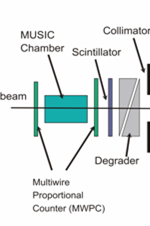 Collimator
MUSIC
Chamber
Scintillator
beam
Degrader
Multiwire
Proportional
Counter (MWPC)